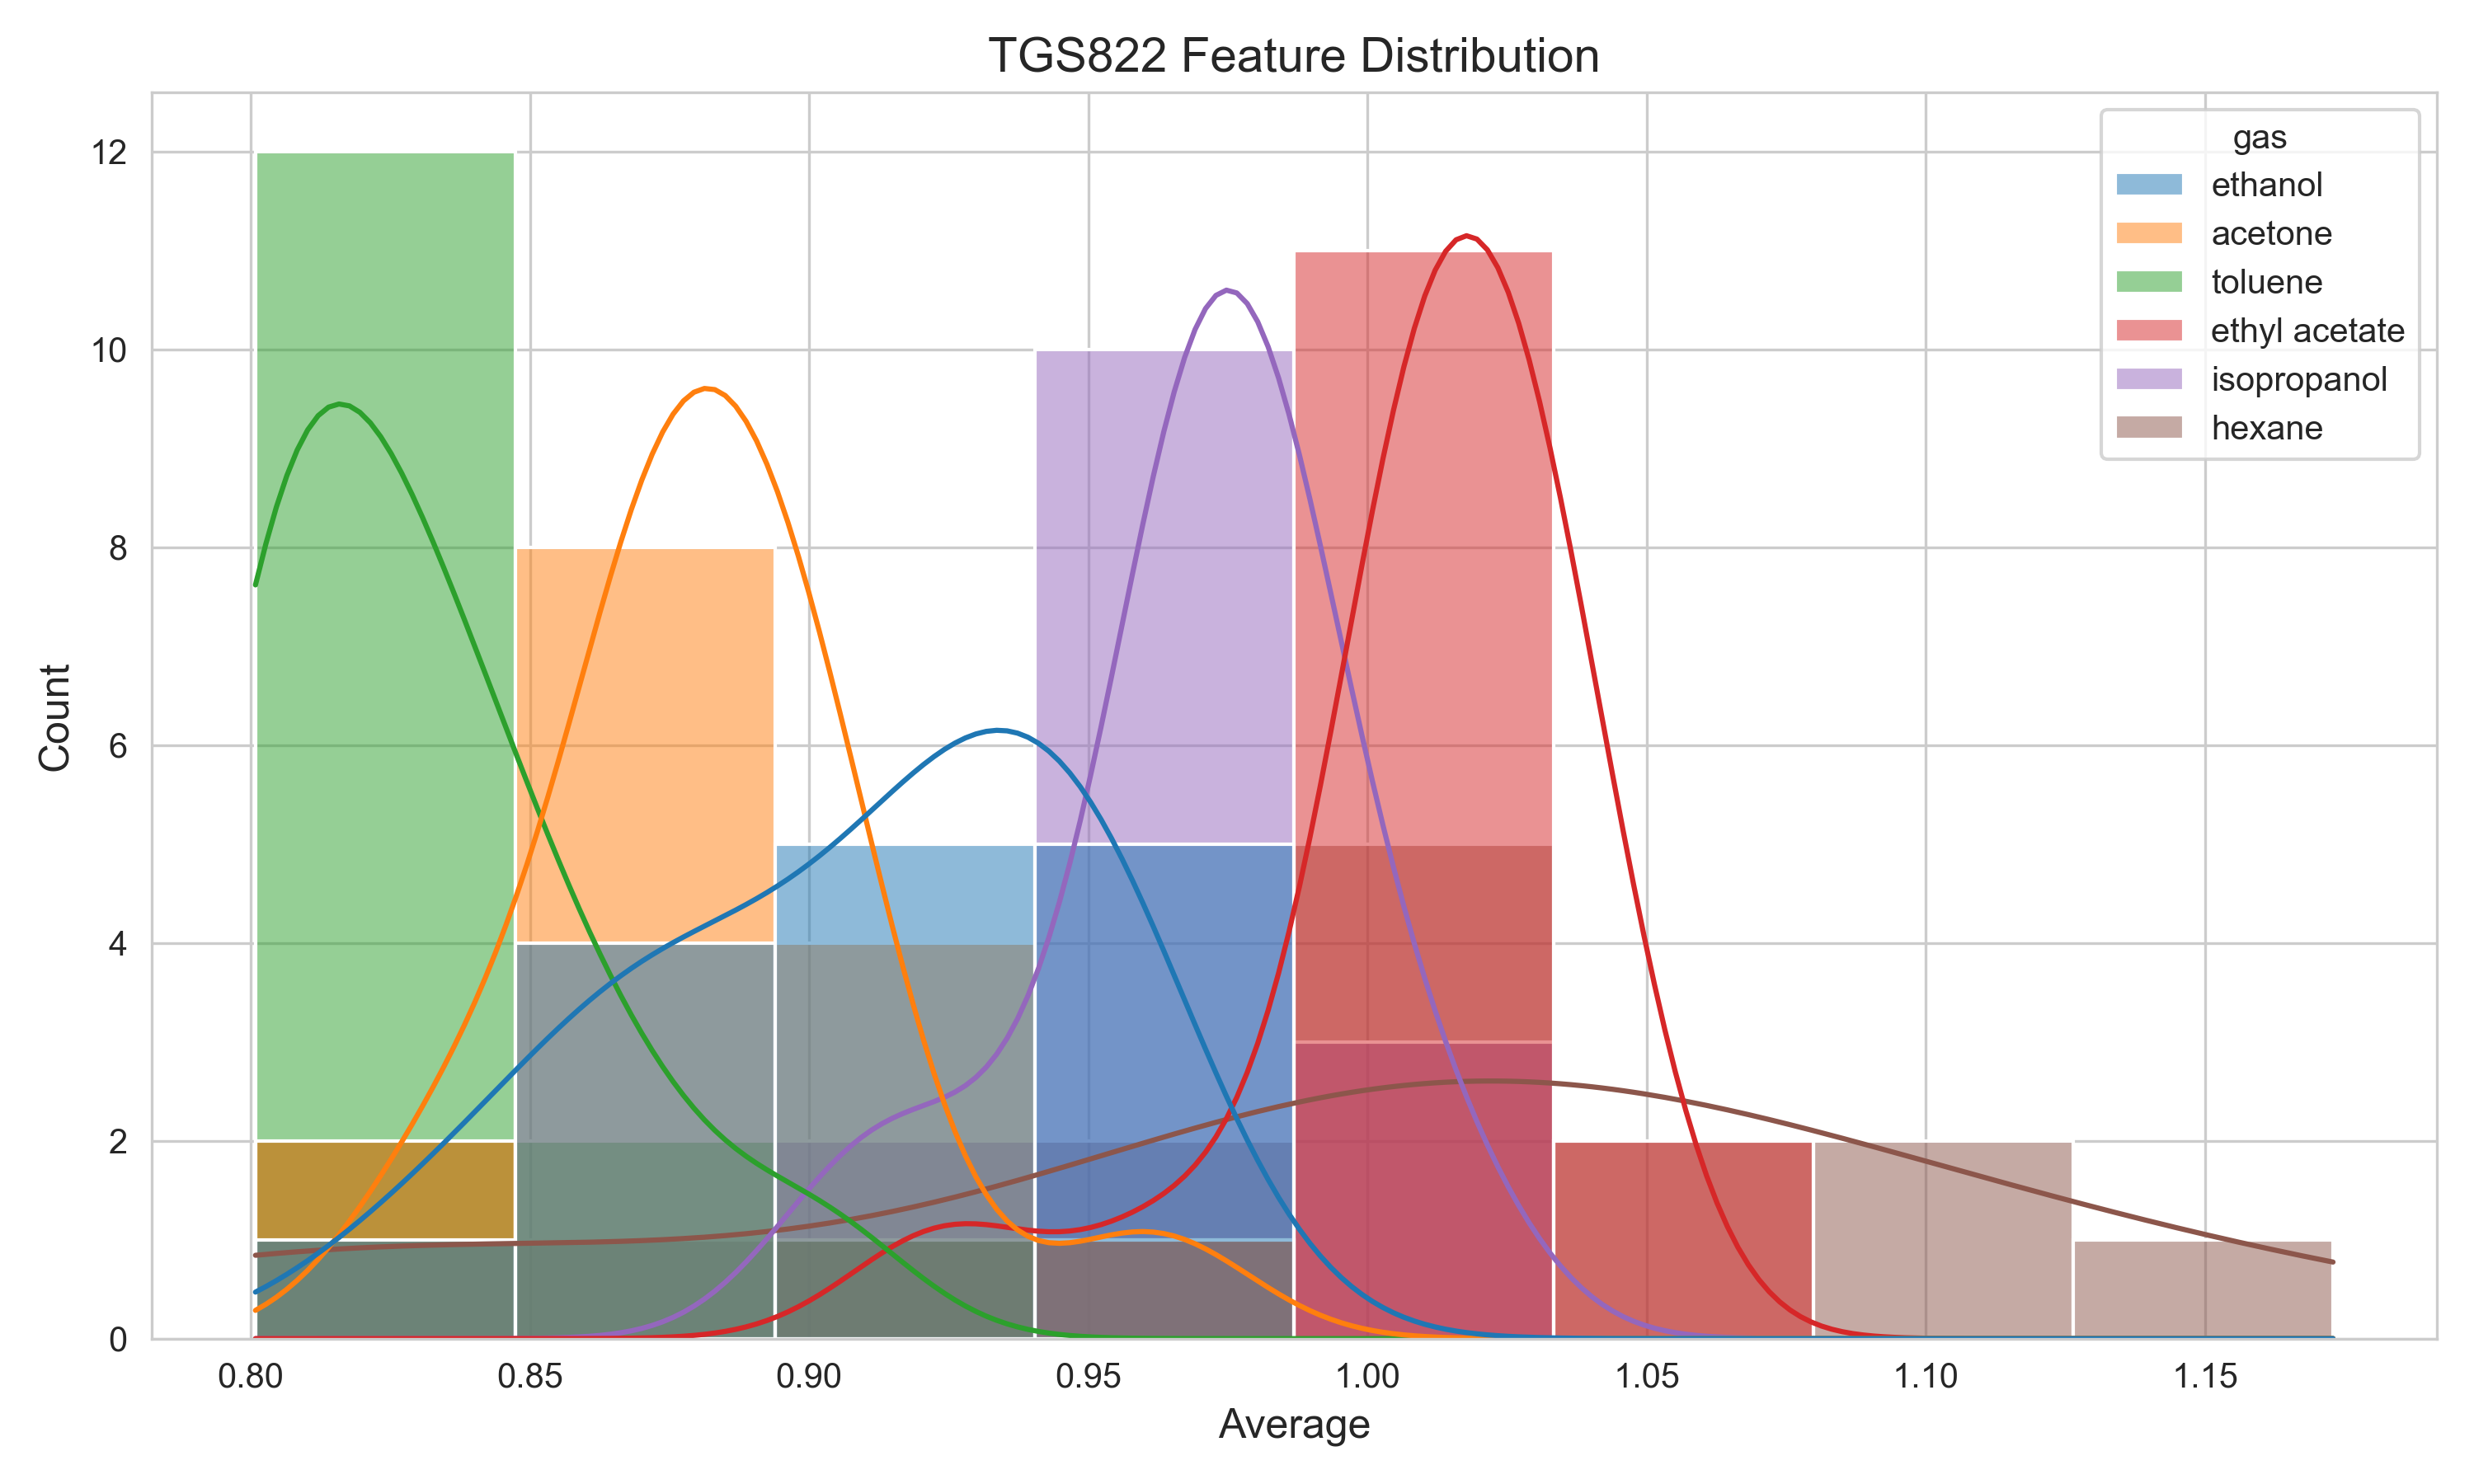 TGS822 Feature Distribution
gas
ethanol
acetone
toluene
ethyl acetate
isopropanol
hexane
Count
12
10
8
6
4
2
0
0.80 0.85 0.90 0.95 1.00 1.05 1.10 1.15
Average